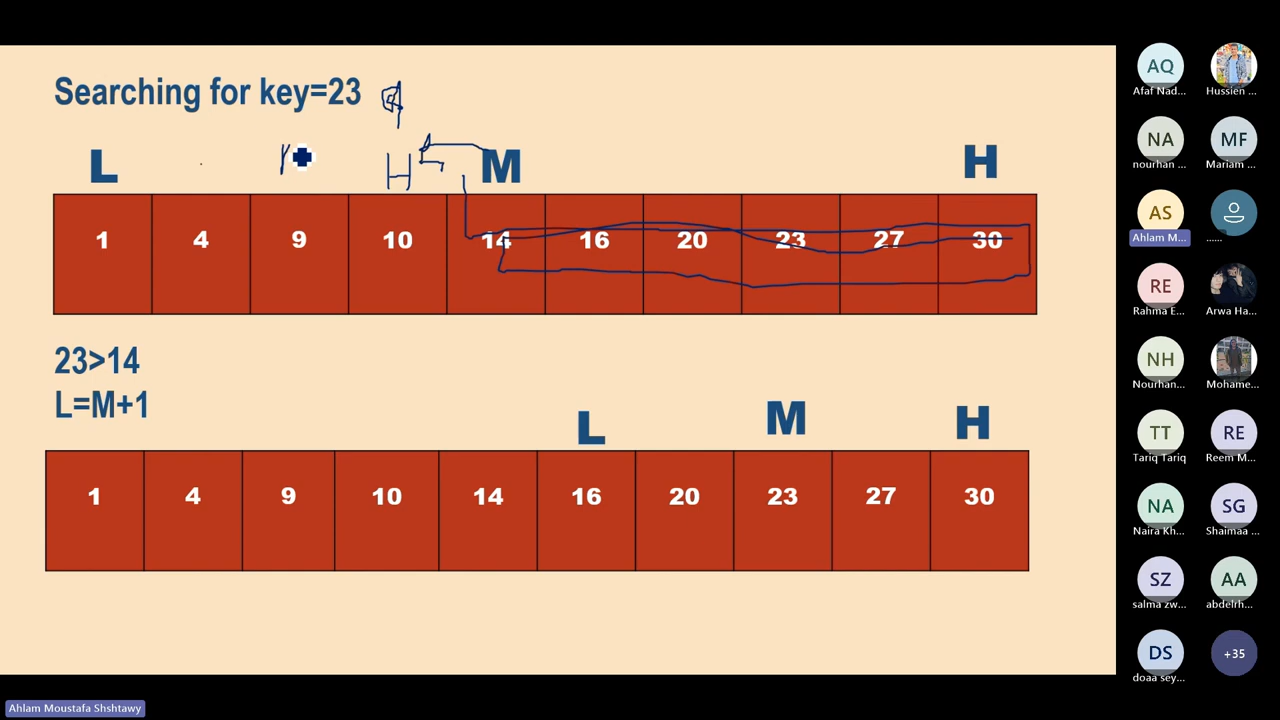 Searching for key=23
L H M H
1 4 9 10 14 16 20 23 27 30
23>14
L=M+1
L M H
1 4 9 10 14 16 20 23 27 30
AQ
Afaf Nad... Hussien ...
NA MF
nourhan ... Mariam ...
AS
Ahlam M... ......
RE
Rahma E... Arwa Ha...
NH
Nourhan... Mohame...
TT RE
Tariq Tariq Reem M...
NA SG
Naira Kh... Shaimaa ...
SZ AA
salma zw... abdelrh...
DS +35
doaa sey...
Ahlam Moustafa Shshtawy